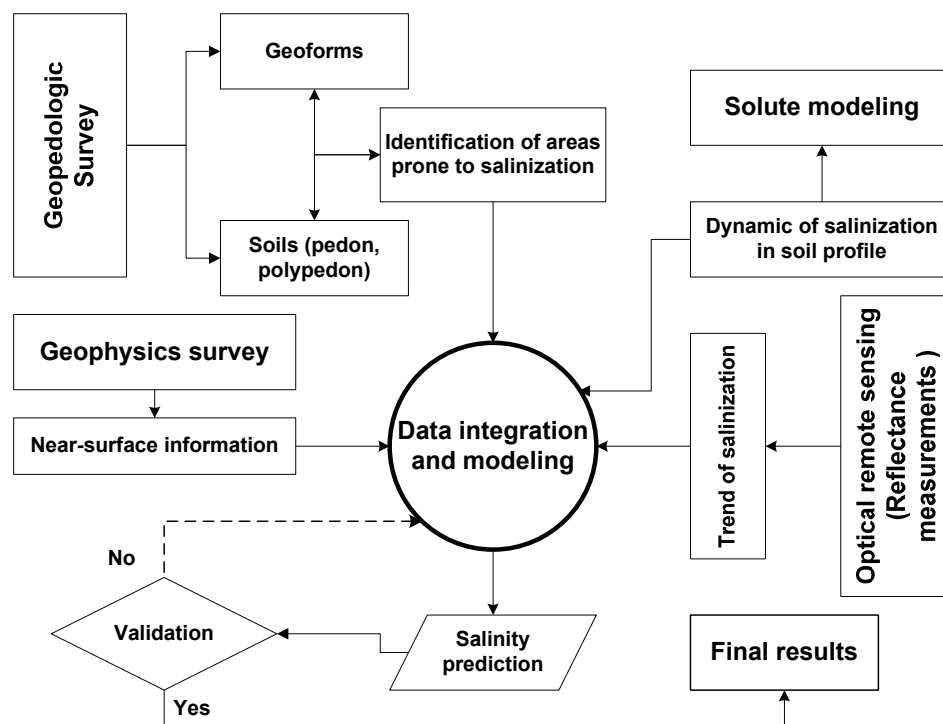 Geopedologic
Survey
Geoforms
Identification of areas
prone to salinization
Soils (pedon,
polypedon)
Solute modeling
Dynamic of salinization
in soil profile
Geophysics survey
Near-surface information
Data integration
and modeling
Trend of salinization
Optical remote sensing
(Reflectance
measurements )
No
Validation
Yes
Salinity
prediction
Final results